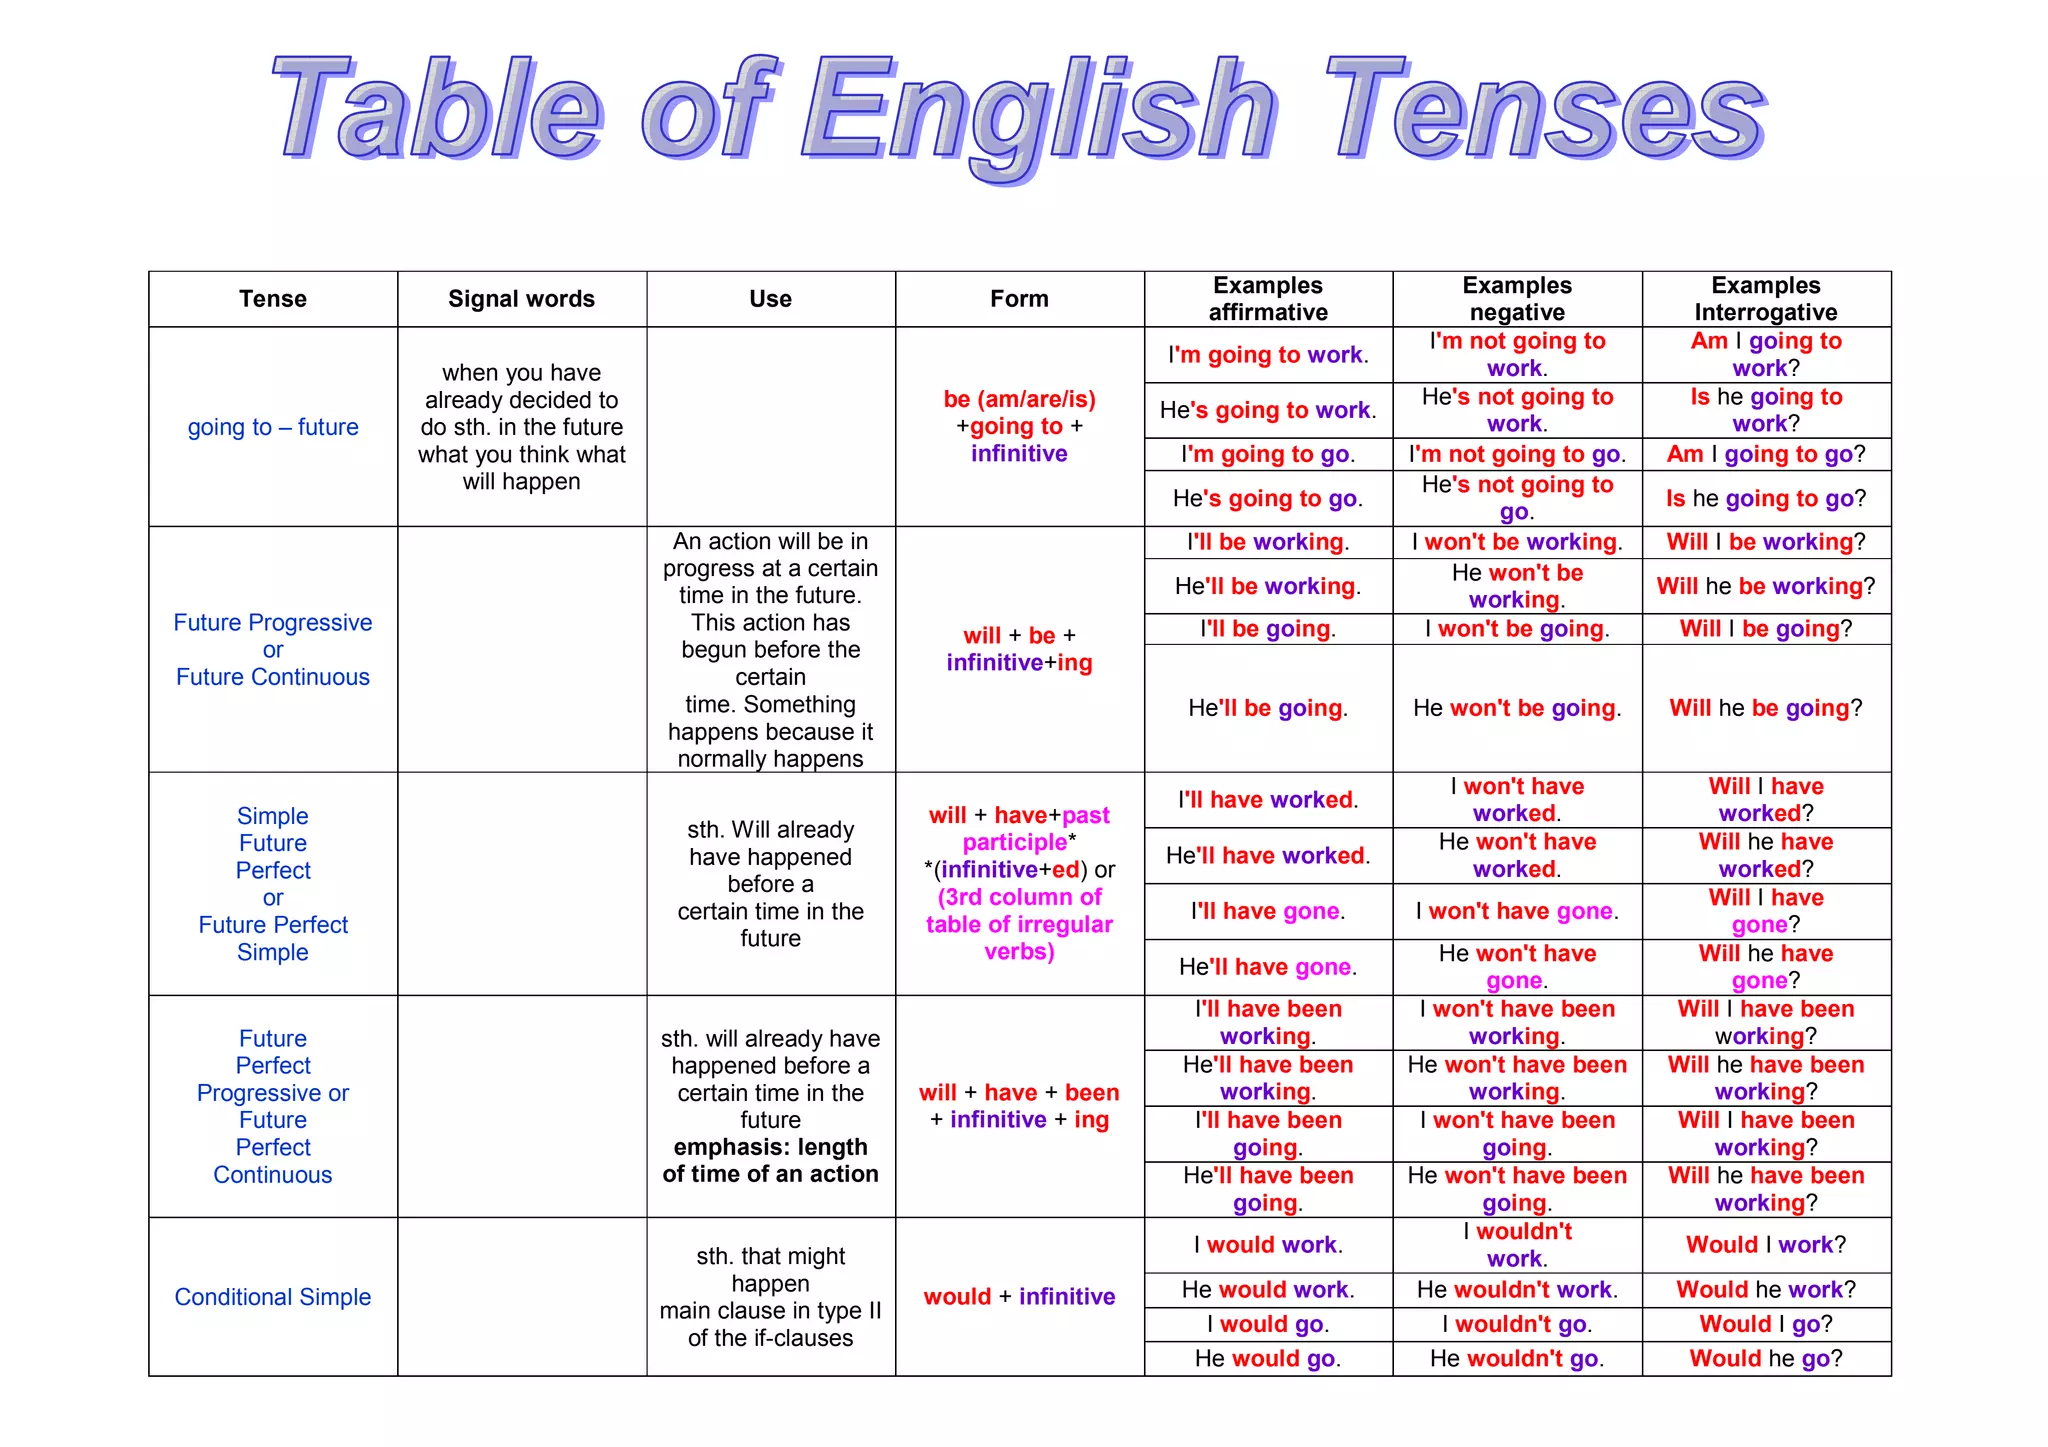 Table of English Tenses
Tense
Signal words
Use
Form
Examples
affirmative
Examples
negative
Examples
Interrogative
going to – future
when you have
already decided to
do sth. in the future
what you think what
will happen
be (am/are/is)
+going to +
infinitive
I'm going to work.
I'm not going to
work.
Am I going to
work?
He's going to work.
He's not going to
work.
Is he going to
work?
I'm going to go.
I'm not going to go.
Am I going to go?
He's going to go.
He's not going to
go.
Is he going to go?
Future Progressive
or
Future Continuous
An action will be in
progress at a certain
time in the future.
This action has
begun before the
certain
time. Something
happens because it
normally happens
will + be +
infinitive+ing
I'll be working.
I won't be working.
Will I be working?
He'll be working.
He won't be
working.
Will he be working?
I'll be going.
I won't be going.
Will I be going?
He'll be going.
He won't be going.
Will he be going?
Simple
Future
Perfect
or
Future Perfect
Simple
sth. Will already
have happened
before a
certain time in the
future
will + have+past
participle*
*(infinitive+ed) or
(3rd column of
table of irregular
verbs)
I'll have worked.
I won't have
worked.
Will I have
worked?
He'll have worked.
He won't have
worked.
Will he have
worked?
I'll have gone.
I won't have gone.
Will I have
gone?
He'll have gone.
He won't have
gone.
Will he have
gone?
Future
Perfect
Progressive or
Future
Perfect
Continuous
sth. will already have
happened before a
certain time in the
future
emphasis: length
of time of an action
will + have + been
+ infinitive + ing
I'll have been
working.
I won't have been
working.
Will I have been
working?
He'll have been
working.
He won't have been
working.
Will he have been
working?
I'll have been
going.
I won't have been
going.
Will I have been
working?
He'll have been
going.
He won't have been
going.
Will he have been
working?
Conditional Simple
sth. that might
happen
main clause in type II
of the if-clauses
would + infinitive
I would work.
I wouldn't
work.
Would I work?
He would work.
He wouldn't work.
Would he work?
I would go.
I wouldn't go.
Would I go?
He would go.
He wouldn't go.
Would he go?